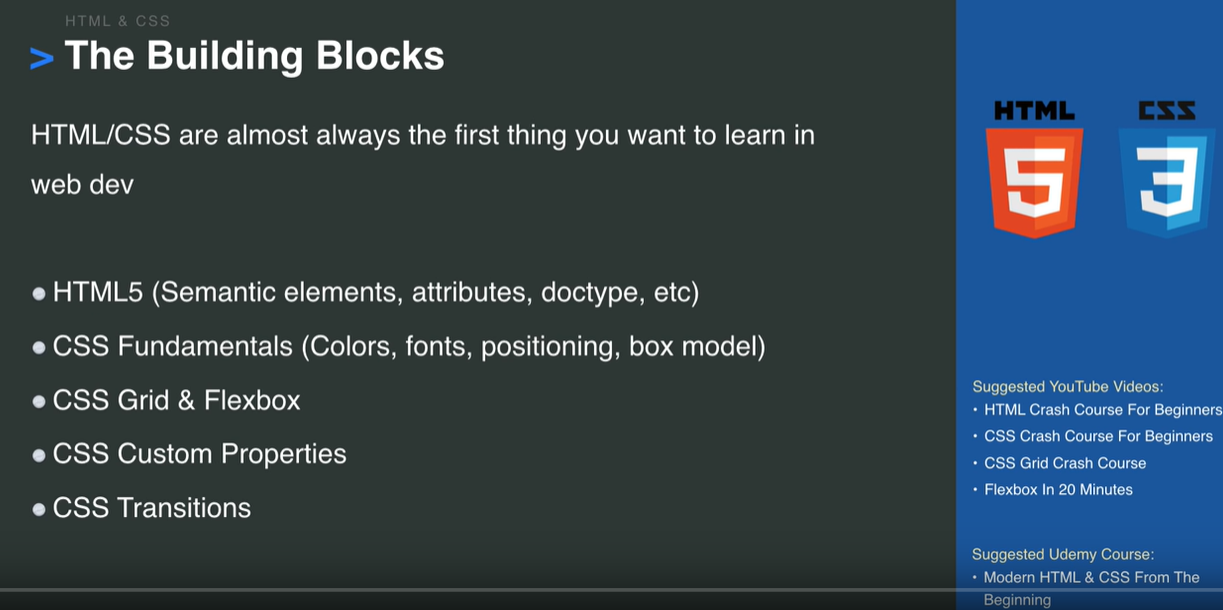 HTML & CSS
> The Building Blocks
HTML/CSS are almost always the first thing you want to learn in
web dev
HTML5 (Semantic elements, attributes, doctype, etc)
CSS Fundamentals (Colors, fonts, positioning, box model)
CSS Grid & Flexbox
CSS Custom Properties
CSS Transitions
HTML CSS
5 3
Suggested YouTube Videos:
• HTML Crash Course For Beginners
• CSS Crash Course For Beginners
• CSS Grid Crash Course
• Flexbox In 20 Minutes
Suggested Udemy Course:
• Modern HTML & CSS From The
Beginning